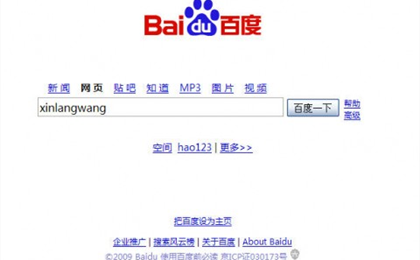 Bai du 百度
新闻 网页 贴吧 知道 MP3 图片 视频
xinlangwang 百度一下 帮助
高级
空间 hao123 | 更多>>
把百度设为主页
企业推广 | 搜索风云榜 | 关于百度 | About Baidu
©2009 Baidu 使用百度前必读 京ICP证030173号